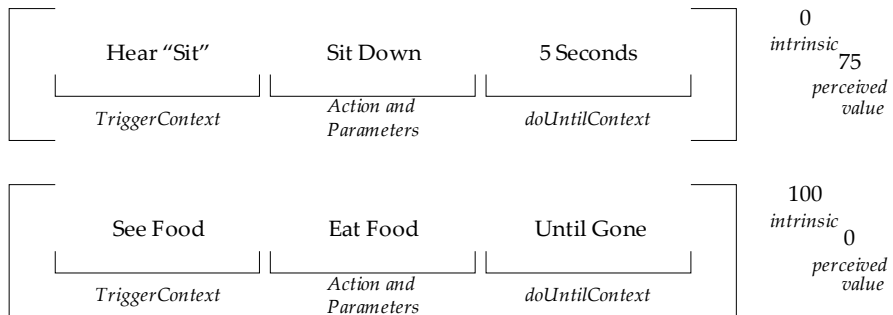 Hear “Sit” Sit Down 5 Seconds
TriggerContext Action and Parameters doUntilContext
0
intrinsic
75
perceived
value
See Food Eat Food Until Gone
TriggerContext Action and Parameters doUntilContext
100
intrinsic
0
perceived
value